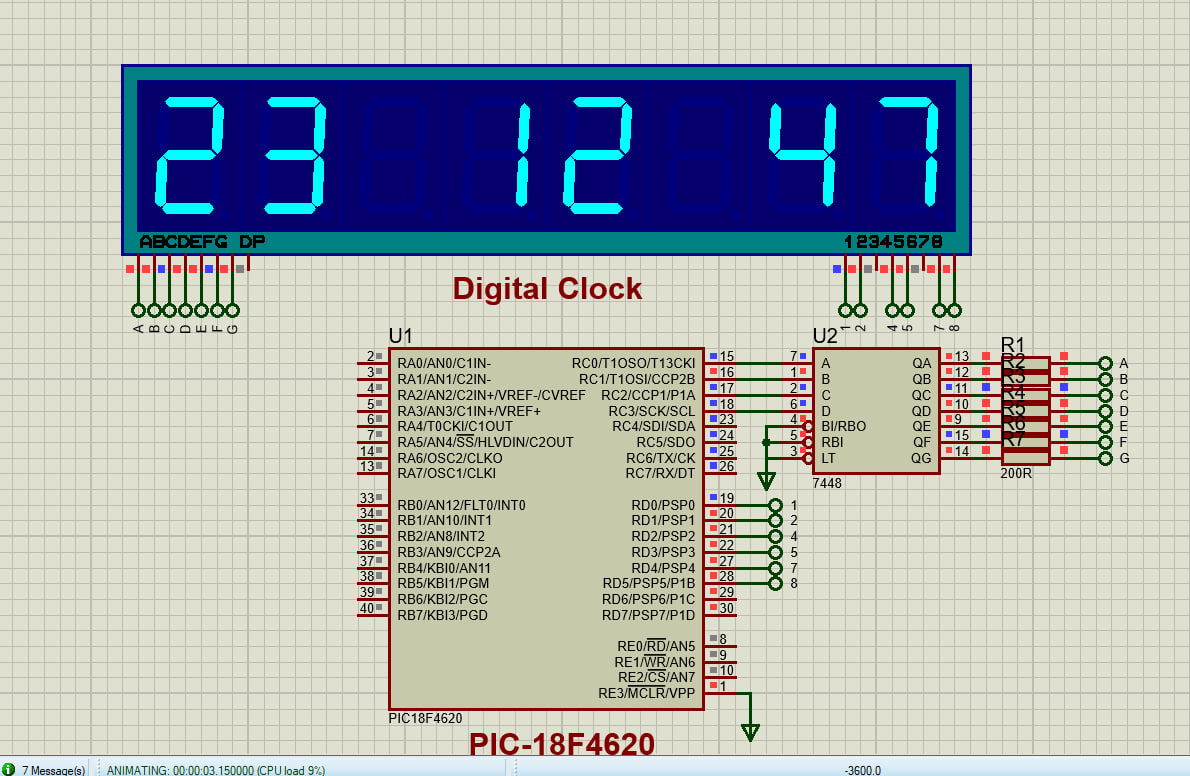 23 12 47
ABCDEFG DP
12345678
Digital Clock
A
B
C
D
E
F
G
1
2
4
5
7
8
U1
2 RA0/AN0/C1IN-
3 RA1/AN1/C2IN-
4 RA2/AN2/C2IN+/VREF-/CVREF
5 RA3/AN3/C1IN+/VREF+
6 RA4/T0CKI/C1OUT
7 RA5/AN4/SS/HLVDIN/C2OUT
14 RA6/OSC2/CLKO
13 RA7/OSC1/CLKI
33 RB0/AN12/FLT0/INT0
34 RB1/AN10/INT1
35 RB2/AN8/INT2
36 RB3/AN9/CCP2A
37 RB4/KBI0/AN11
38 RB5/KBI1/PGM
39 RB6/KBI2/PGC
40 RB7/KBI3/PGD
RC0/T1OSO/T13CKI 15
RC1/T1OSI/CCP2B 16
RC2/CCP1/P1A 17
RC3/SCK/SCL 18
RC4/SDI/SDA 23
RC5/SDO 24
RC6/TX/CK 25
RC7/RX/DT 26
RD0/PSP0 19 1
RD1/PSP1 20 2
RD2/PSP2 21 4
RD3/PSP3 22 5
RD4/PSP4 27 7
RD5/PSP5/P1B 28 8
RD6/PSP6/P1C 29
RD7/PSP7/P1D 30
RE0/RD/AN5 8
RE1/WR/AN6 9
RE2/CS/AN7 10
RE3/MCLR/VPP 1
PIC18F4620
U2
7 A QA 13
1 B QB 12
2 C QC 11
6 D QD 10
4 BI/RBO QE 9
5 RBI QF 15
3 LT QG 14
7448
R1
R2
R3
R4
R5
R6
R7
200R
A
B
C
D
E
F
G
PIC-18F4620
7 Message(s) ANIMATING: 00:00:03.150000 (CPU load 9%) -3600.0